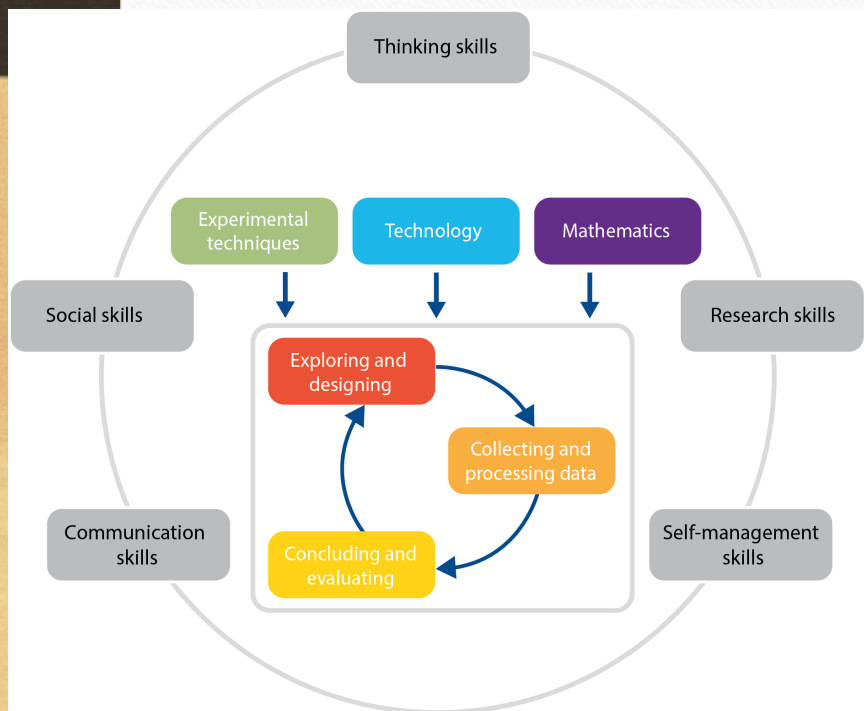 Thinking skills
Experimental
techniques
Technology
Mathematics
Social skills
Research skills
Exploring and
designing
Collecting and
processing data
Communication
skills
Self-management
skills
Concluding and
evaluating